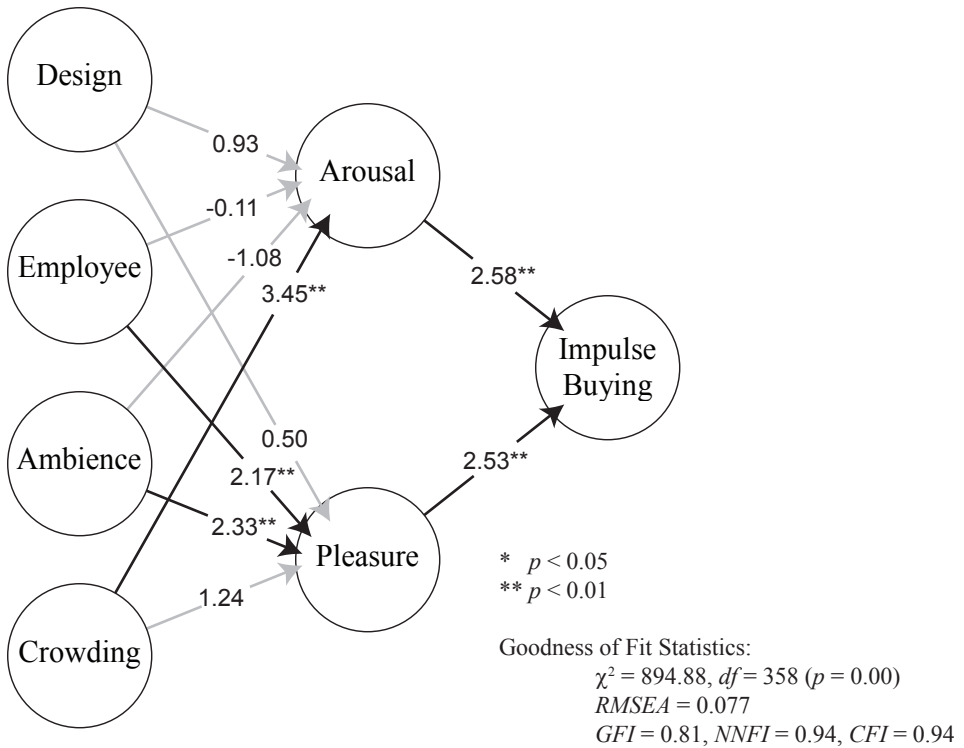 Design
0.93
Arousal
-0.11
Employee
-1.08
3.45**
2.58**
Impulse
Buying
Ambience
0.50
2.17**
2.53**
2.33**
Pleasure
* p < 0.05
** p < 0.01
1.24
Crowding
Goodness of Fit Statistics:
χ² = 894.88, df = 358 (p = 0.00)
RMSEA = 0.077
GFI = 0.81, NNFI = 0.94, CFI = 0.94